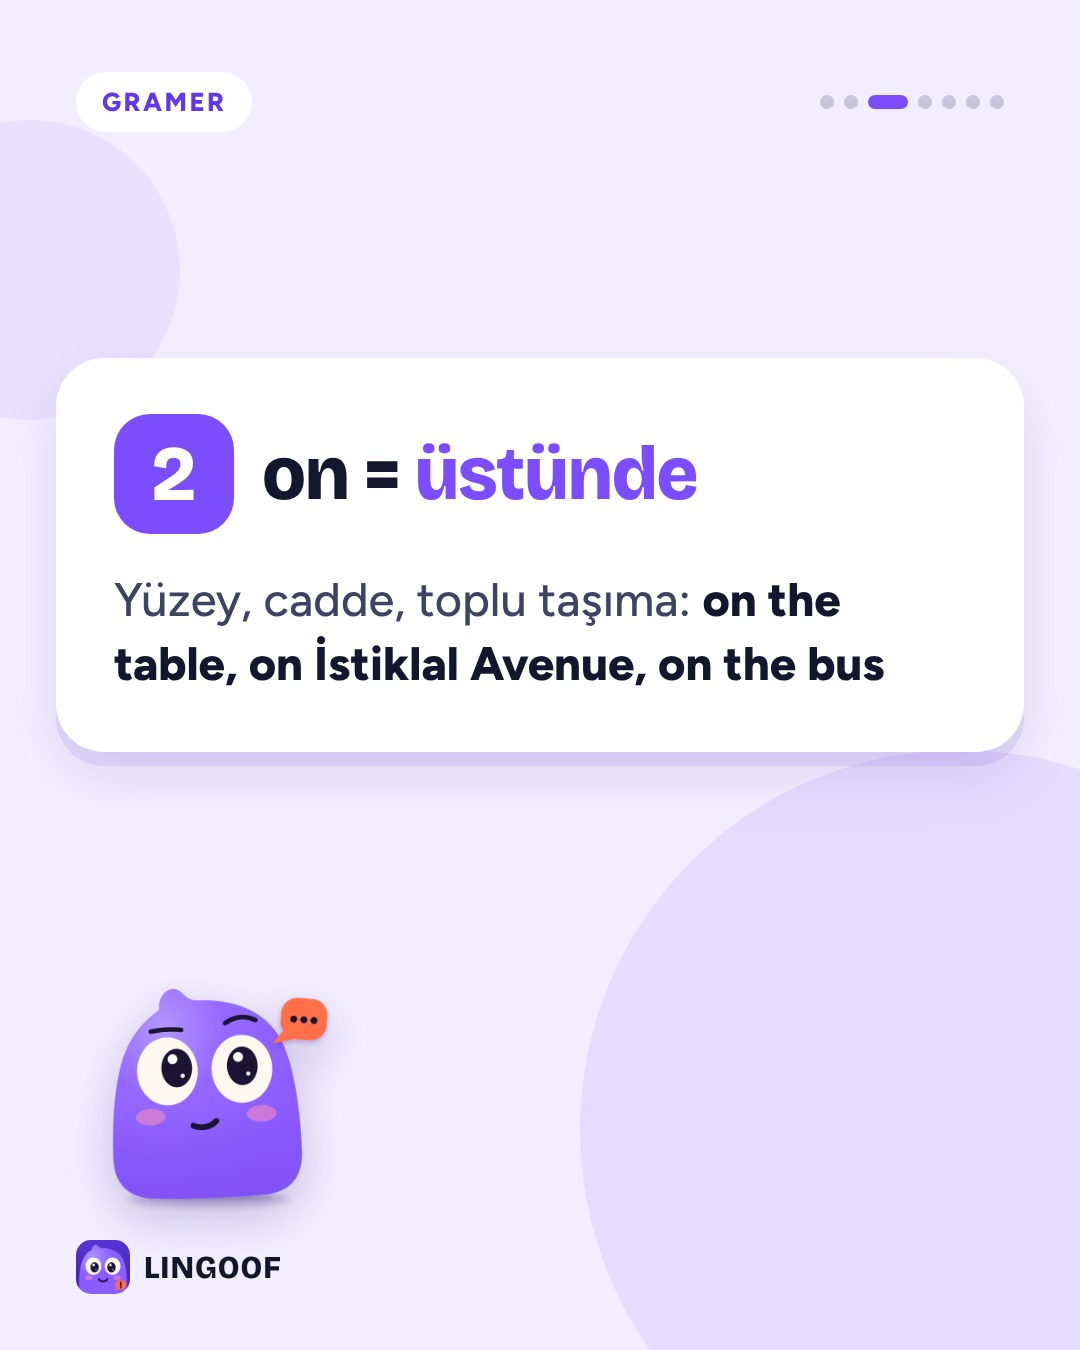 GRAMER
2
on = üstünde
Yüzey, cadde, toplu taşıma: on the
table, on İstiklal Avenue, on the bus
LINGOOF